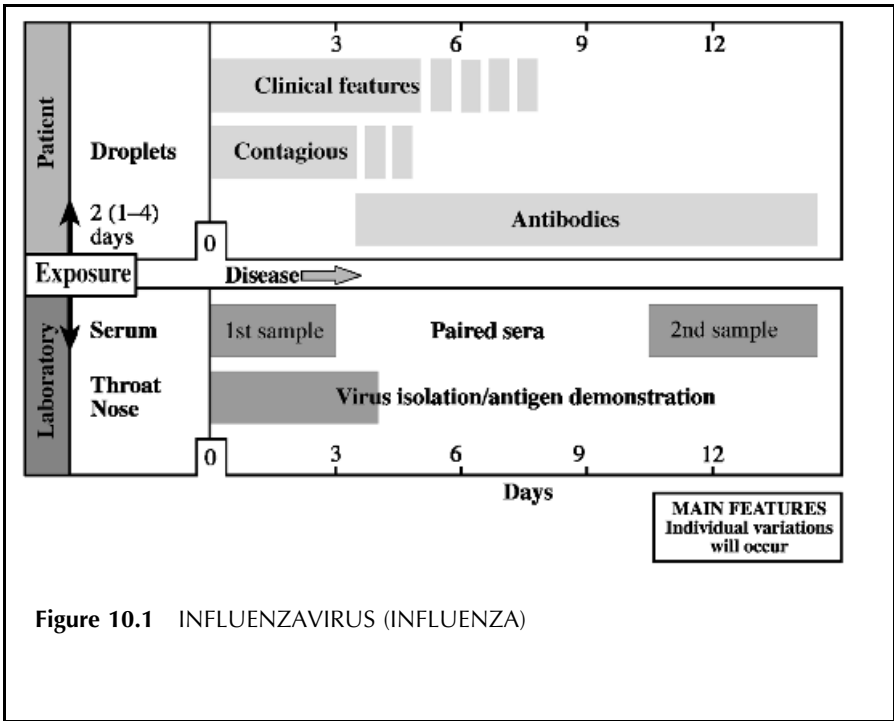 3 6 9 12
Clinical features
Patient
Droplets
Contagious
2 (1–4)
days
Antibodies
0
Exposure
Disease
Laboratory
Serum
1st sample
Paired sera
2nd sample
Throat
Nose
Virus isolation/antigen demonstration
0 3 6 9 12
Days
MAIN FEATURES
Individual variations
will occur
Figure 10.1 INFLUENZAVIRUS (INFLUENZA)